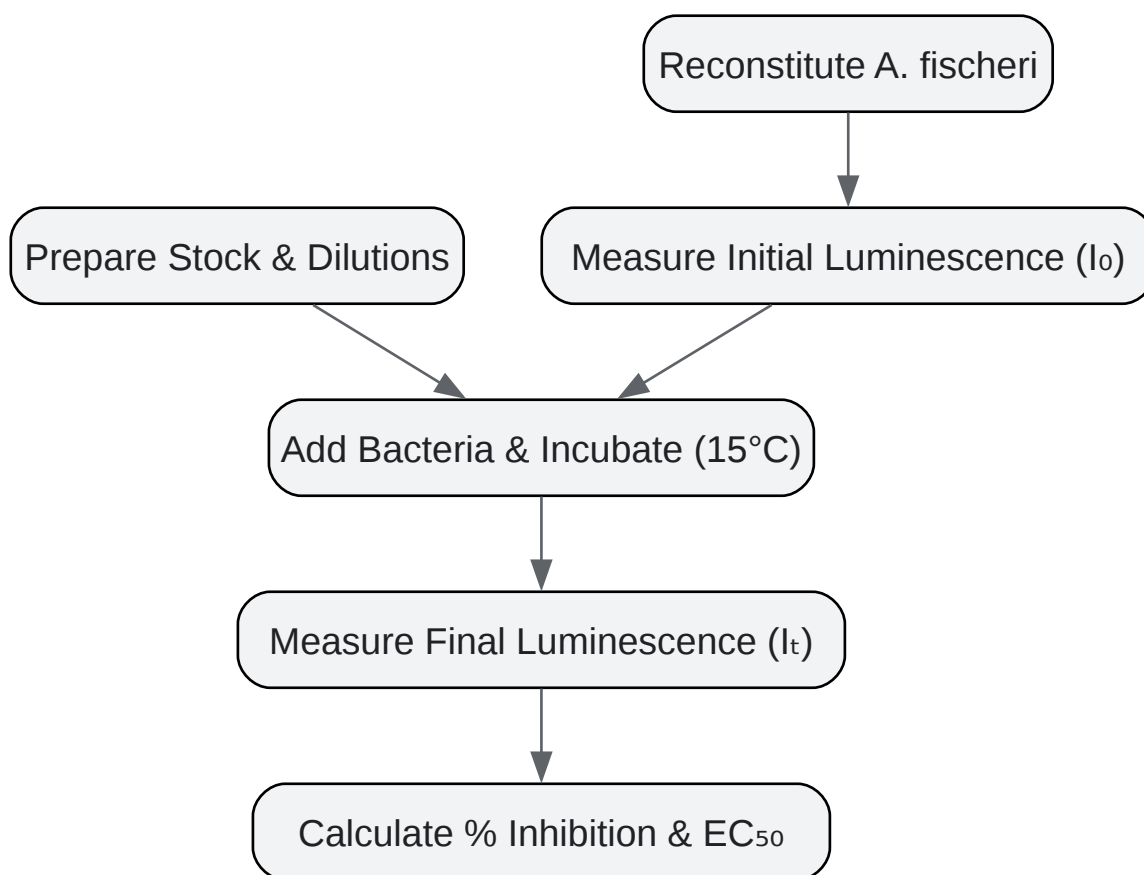 Reconstitute A. fischeri
Prepare Stock & Dilutions
Measure Initial Luminescence (I₀)
Add Bacteria & Incubate (15°C)
Measure Final Luminescence (Iₜ)
Calculate % Inhibition & EC₅₀